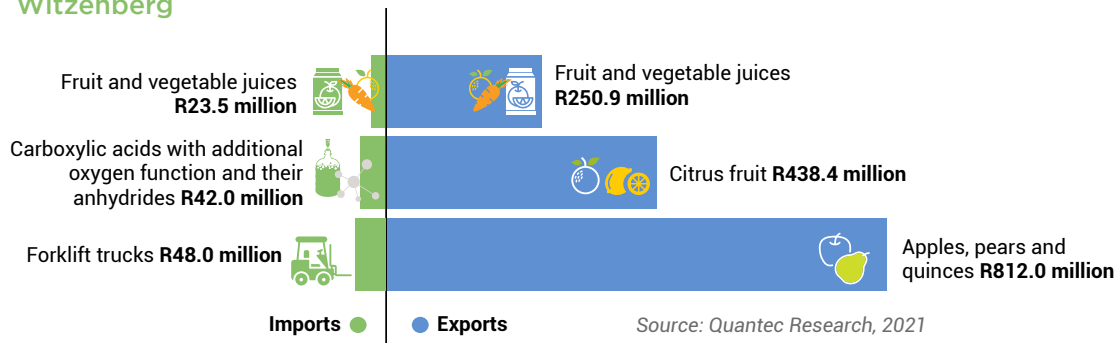 Witzenberg
Fruit and vegetable juices
R23.5 million
Fruit and vegetable juices
R250.9 million
Carboxylic acids with additional
oxygen function and their
anhydrides R42.0 million
Citrus fruit R438.4 million
Forklift trucks R48.0 million
Apples, pears and
quinces R812.0 million
Imports
Exports
Source: Quantec Research, 2021